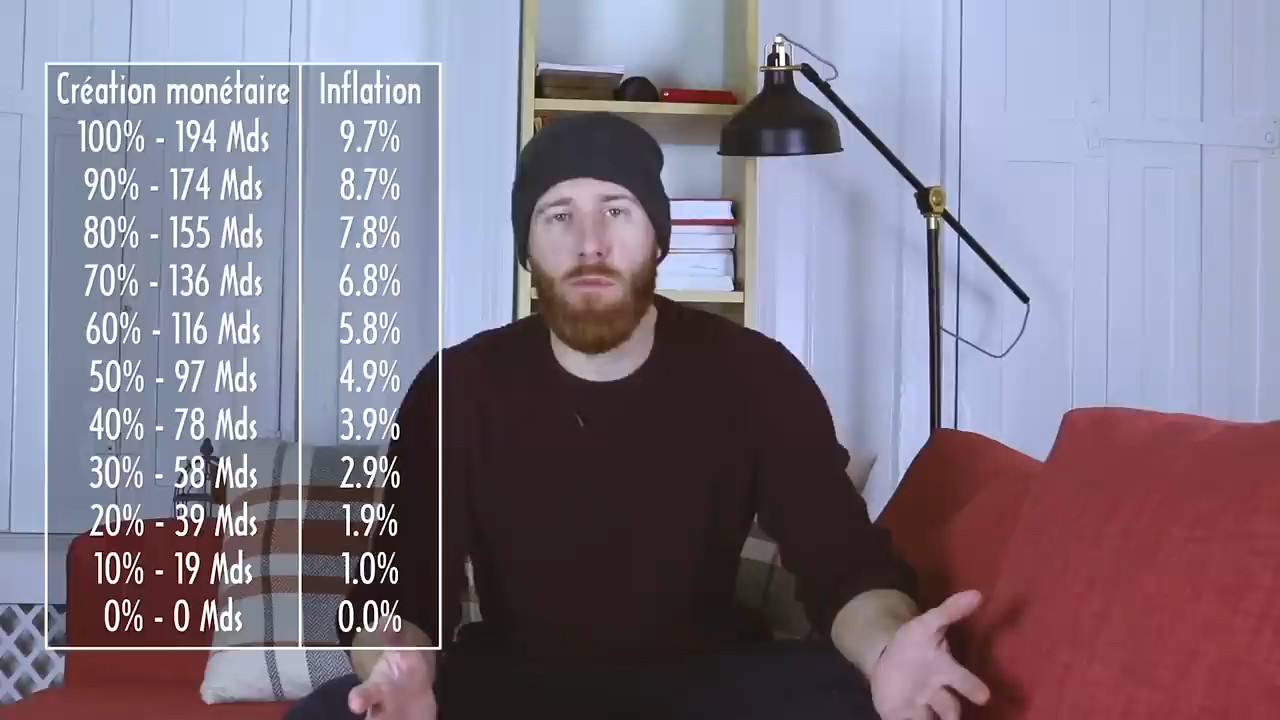 Création monétaire Inflation
100% - 194 Mds 9.7%
90% - 174 Mds 8.7%
80% - 155 Mds 7.8%
70% - 136 Mds 6.8%
60% - 116 Mds 5.8%
50% - 97 Mds 4.9%
40% - 78 Mds 3.9%
30% - 58 Mds 2.9%
20% - 39 Mds 1.9%
10% - 19 Mds 1.0%
0% - 0 Mds 0.0%